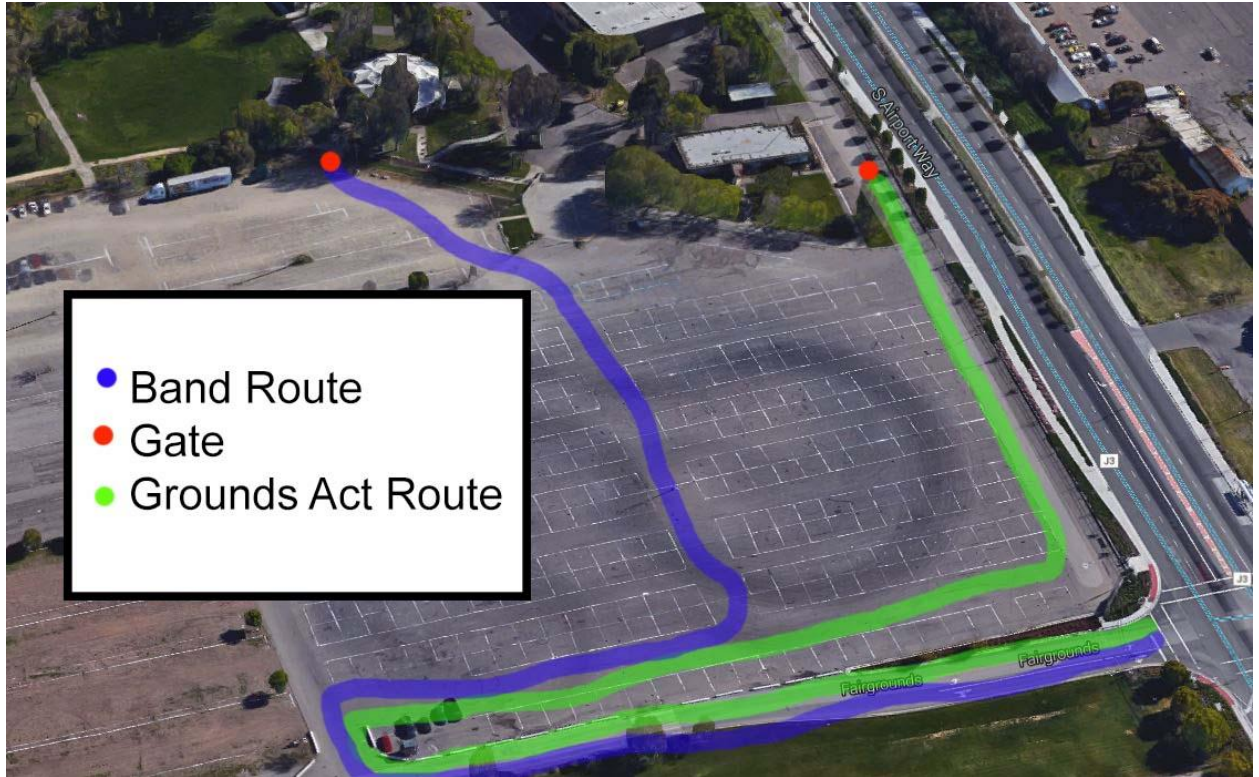 S Airport Way
Band Route
Gate
Grounds Act Route
J3
J3
Fairgrounds
Fairgrounds